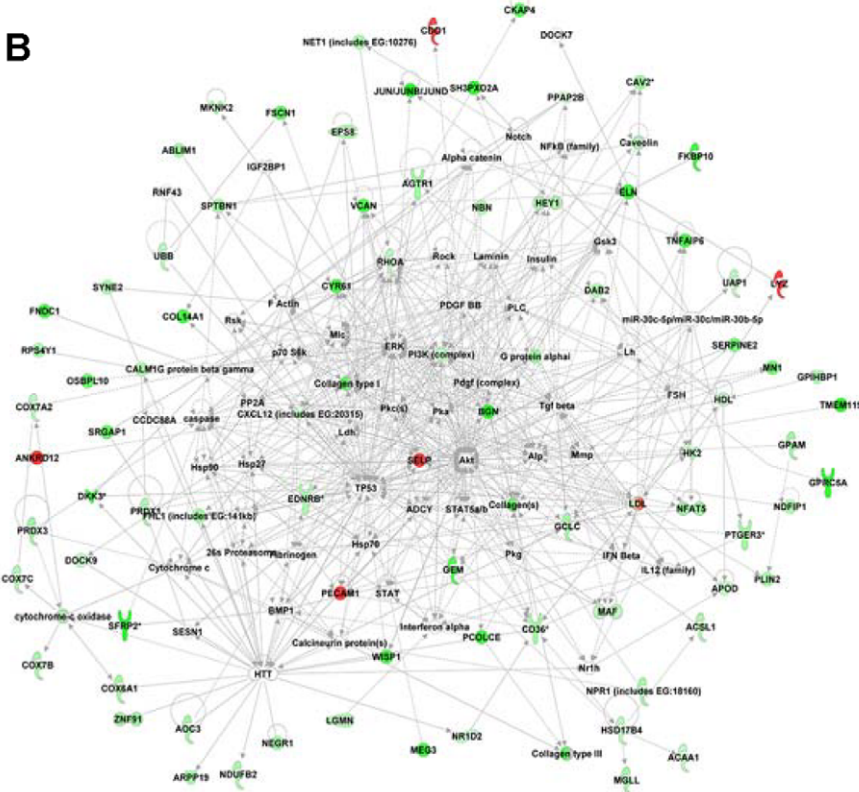 B
CKAP4
CDO1
DOCK7
NET1 (includes EG:10276)
JUN/JUNB/JUND
SH3PXD2A
CAV2*
PPAP2B
MKNK2
FSCN1
EPS8
Notch
NFkB (family)
Caveolin
ABLIM1
Alpha catenin
FKBP10
IGF2BP1
RNF43
AGTR1
ELN
SPTBN1
VCAN
NBN
HEY1
Gsk3
TNFAIP6
UBB
RHOA
Rock
Laminin
Insulin
SYNE2
CYR61
DAB2
UAP1
LYZ
F Actin
PDGF BB
PLC
FNDC1
COL14A1
Rsk
miR-30c-5p/miR-30c/miR-30b-5p
Mlc
ERK
SERPINE2
RPS4Y1
p70 S6k
PI3K (complex)
G protein alphai
Lh
CALM1
G protein beta gamma
MN1
OSBPL10
Collagen type I
Pdgf (complex)
GPIHBP1
COX7A2
PP2A
CXCL12 (includes EG:20315)
Pkc(s)
Pka
BGN
Tgf beta
FSH
HDL
TMEM119
CCDC88A
caspase
SRGAP1
Ldh
ANKRD12
SELP
Akt
Alp
Mmp
HK2
GPAM
Hsp90
Hsp27
TP53
GPRC5A
DKK3*
EDNRB*
PRDX1
FHL1 (includes EG:14kb)
ADCY
STAT5a/b
Collagen(s)
LDL
NFAT5
NDFIP1
PRDX3
GCLC
PTGER3*
DOCK9
26s Proteasome
Fibrinogen
Hsp70
Pkg
IFN Beta
Cytochrome c
GEM
IL12 (family)
COX7C
PLIN2
APOD
cytochrome-c oxidase
PECAM1
STAT
SFRP2*
BMP1
MAF
SESN1
Interferon alpha
CD36*
ACSL1
Calcineurin protein(s)
PCOLCE
COX7B
WISP1
HTT
Nr1h
COX6A1
NPR1 (includes EG:18160)
ZNF91
AOC3
LGMN
HSD17B4
NEGR1
MEG3
NR1D2
Collagen type III
ACAA1
ARPP19
NDUFB2
MGLL